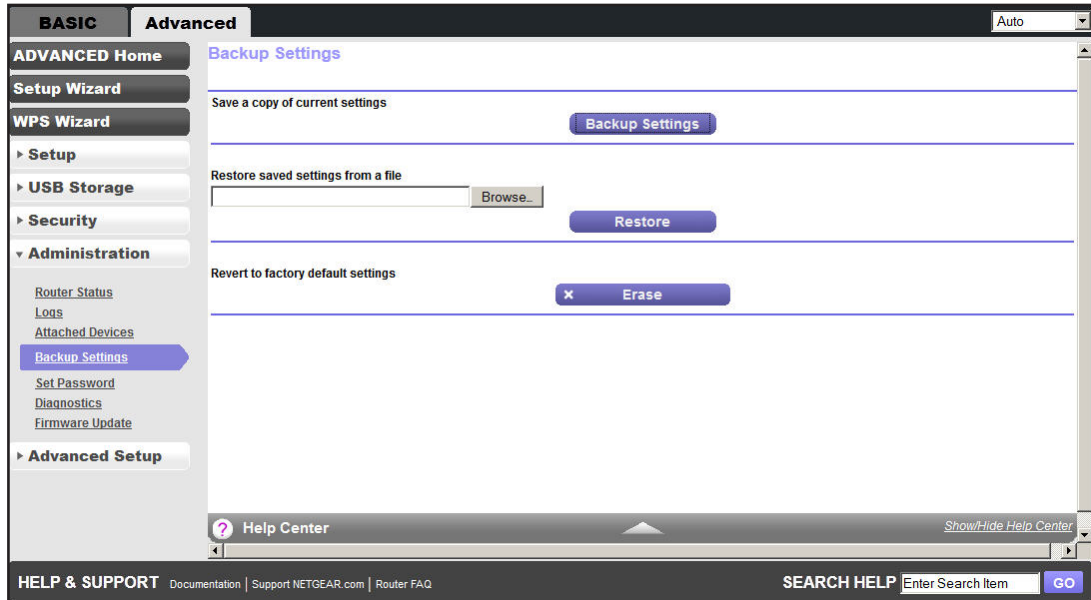 BASIC Advanced Auto
ADVANCED Home
Setup Wizard
WPS Wizard
Setup
USB Storage
Security
Administration
Router Status
Logs
Attached Devices
Backup Settings
Set Password
Diagnostics
Firmware Update
Advanced Setup
Backup Settings
Save a copy of current settings
Backup Settings
Restore saved settings from a file
Browse..
Restore
Revert to factory default settings
× Erase
? Help Center Show/Hide Help Center
HELP & SUPPORT Documentation | Support NETGEAR.com | Router FAQ SEARCH HELP Enter Search Item GO